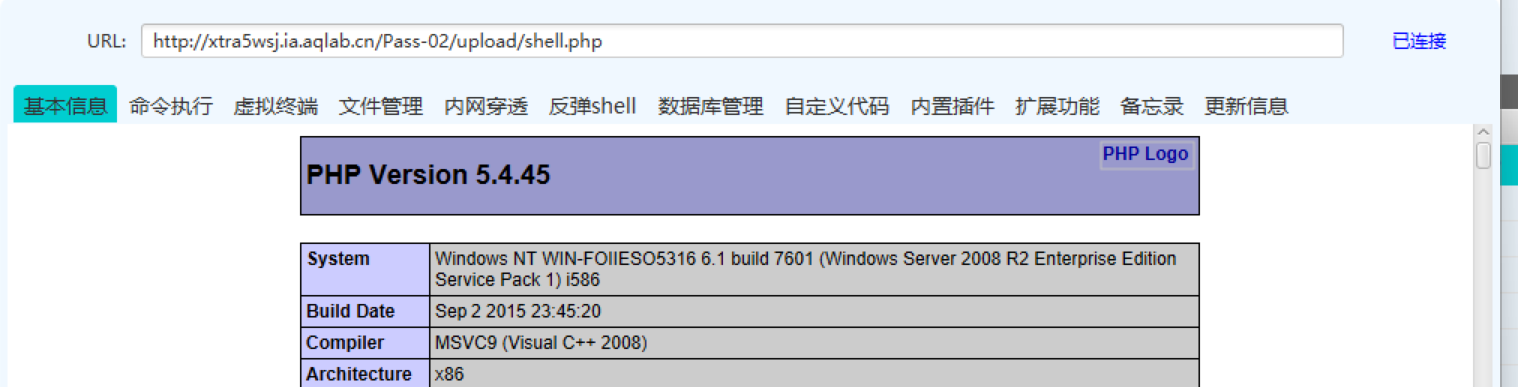 URL: http://xtra5wsj.ia.aqlab.cn/Pass-02/upload/shell.php 已连接
基本信息 命令执行 虚拟终端 文件管理 内网穿透 反弹shell 数据库管理 自定义代码 内置插件 扩展功能 备忘录 更新信息
PHP Logo
PHP Version 5.4.45
System Windows NT WIN-FOIIESO5316 6.1 build 7601 (Windows Server 2008 R2 Enterprise Edition
Service Pack 1) i586
Build Date Sep 2 2015 23:45:20
Compiler MSVC9 (Visual C++ 2008)
Architecture x86